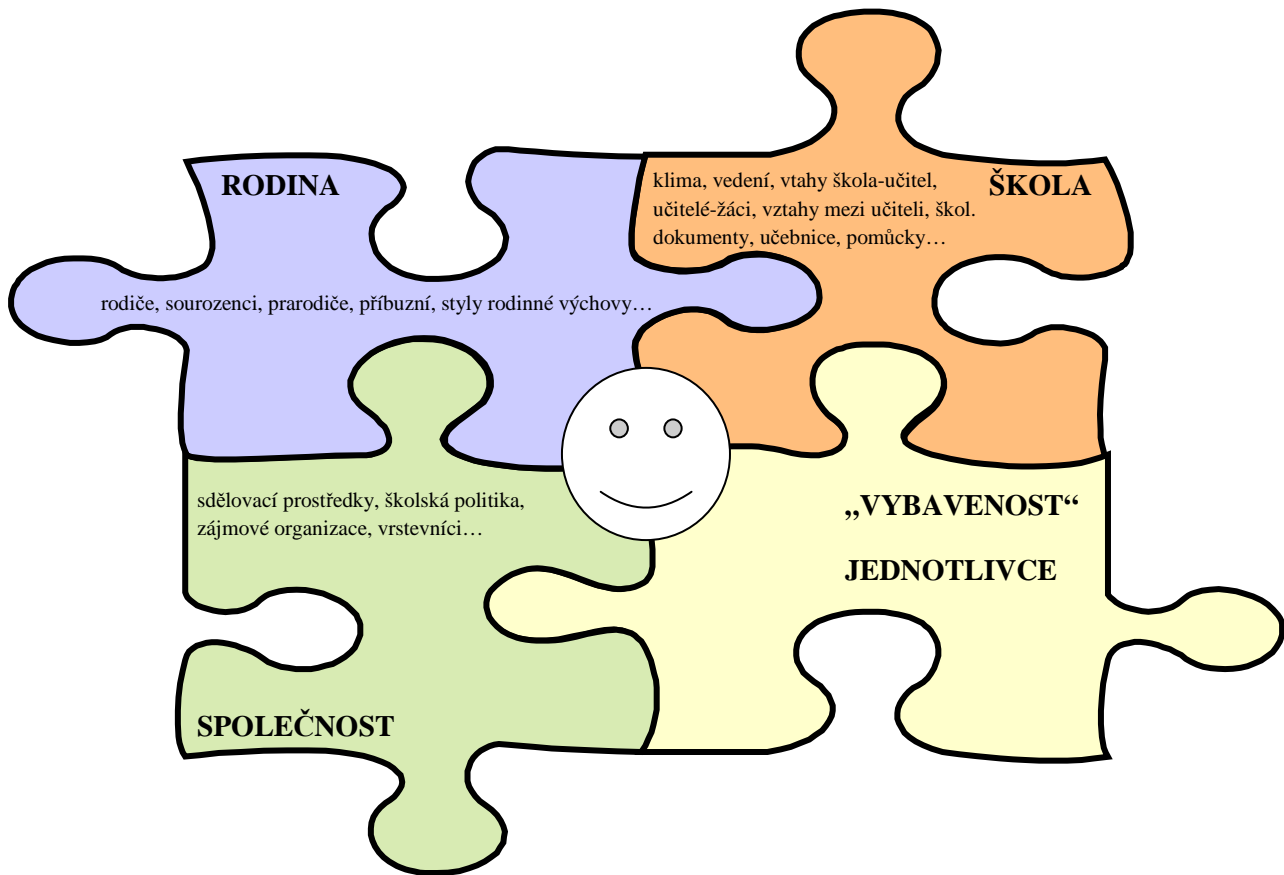 RODINA
rodiče, sourozenci, prarodiče, příbuzní, styly rodinné výchovy…
ŠKOLA
klima, vedení, vtahy škola-učitel,
učitelé-žáci, vztahy mezi učiteli, škol.
dokumenty, učebnice, pomůcky…
sdělovací prostředky, školská politika,
zájmové organizace, vrstevníci…
SPOLEČNOST
„VYBAVENOST“
JEDNOTLIVCE